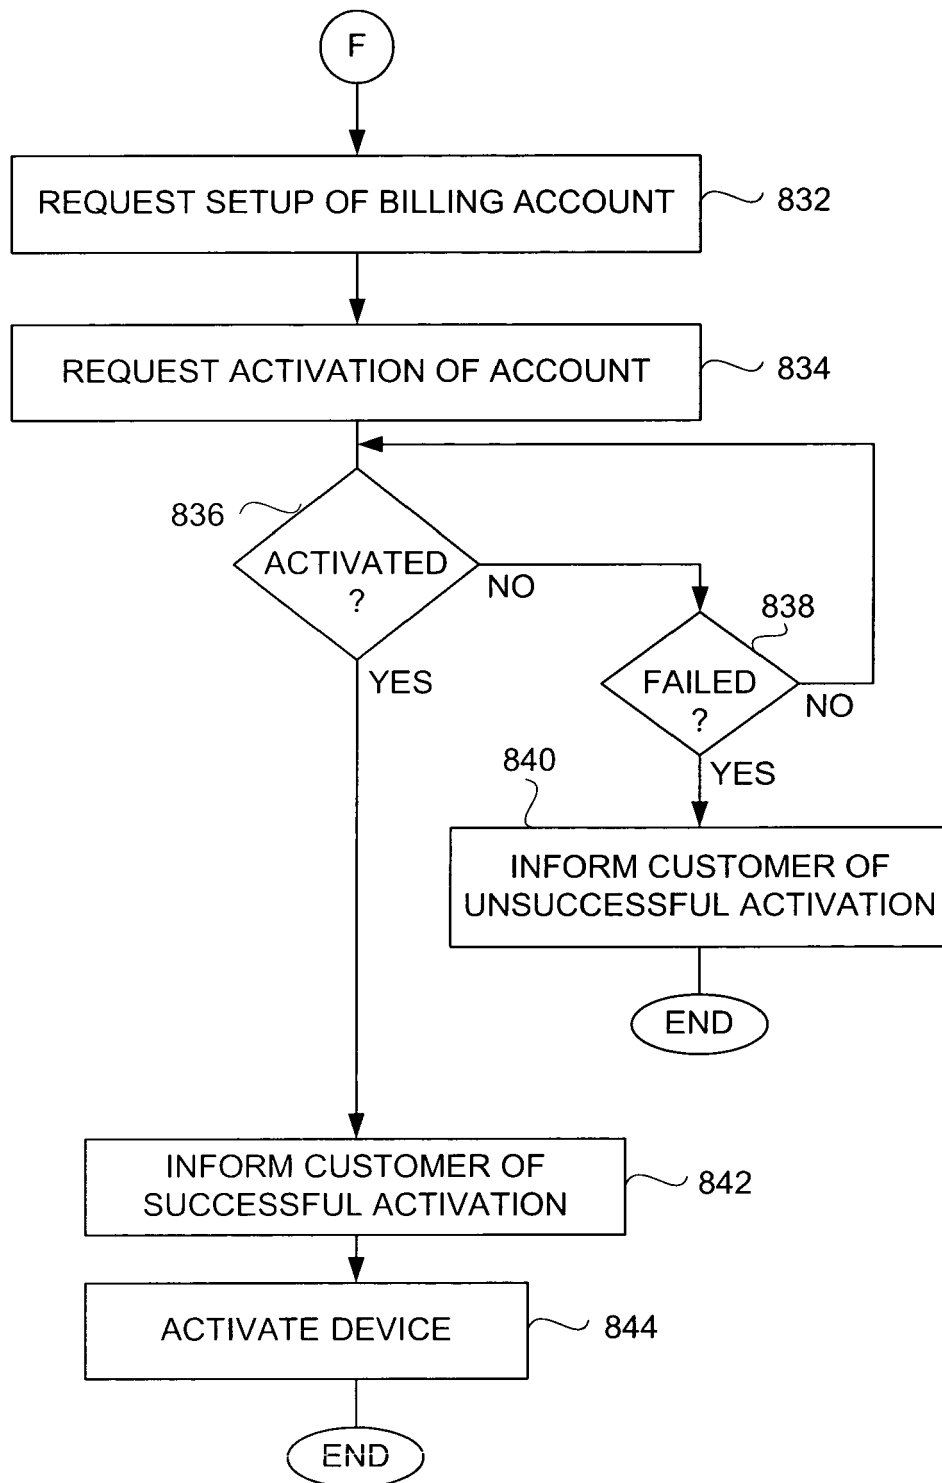 F
REQUEST SETUP OF BILLING ACCOUNT
832
REQUEST ACTIVATION OF ACCOUNT
834
836
ACTIVATED
?
NO
YES
838
FAILED
?
NO
YES
840
INFORM CUSTOMER OF
UNSUCCESSFUL ACTIVATION
END
INFORM CUSTOMER OF
SUCCESSFUL ACTIVATION
842
ACTIVATE DEVICE
844
END